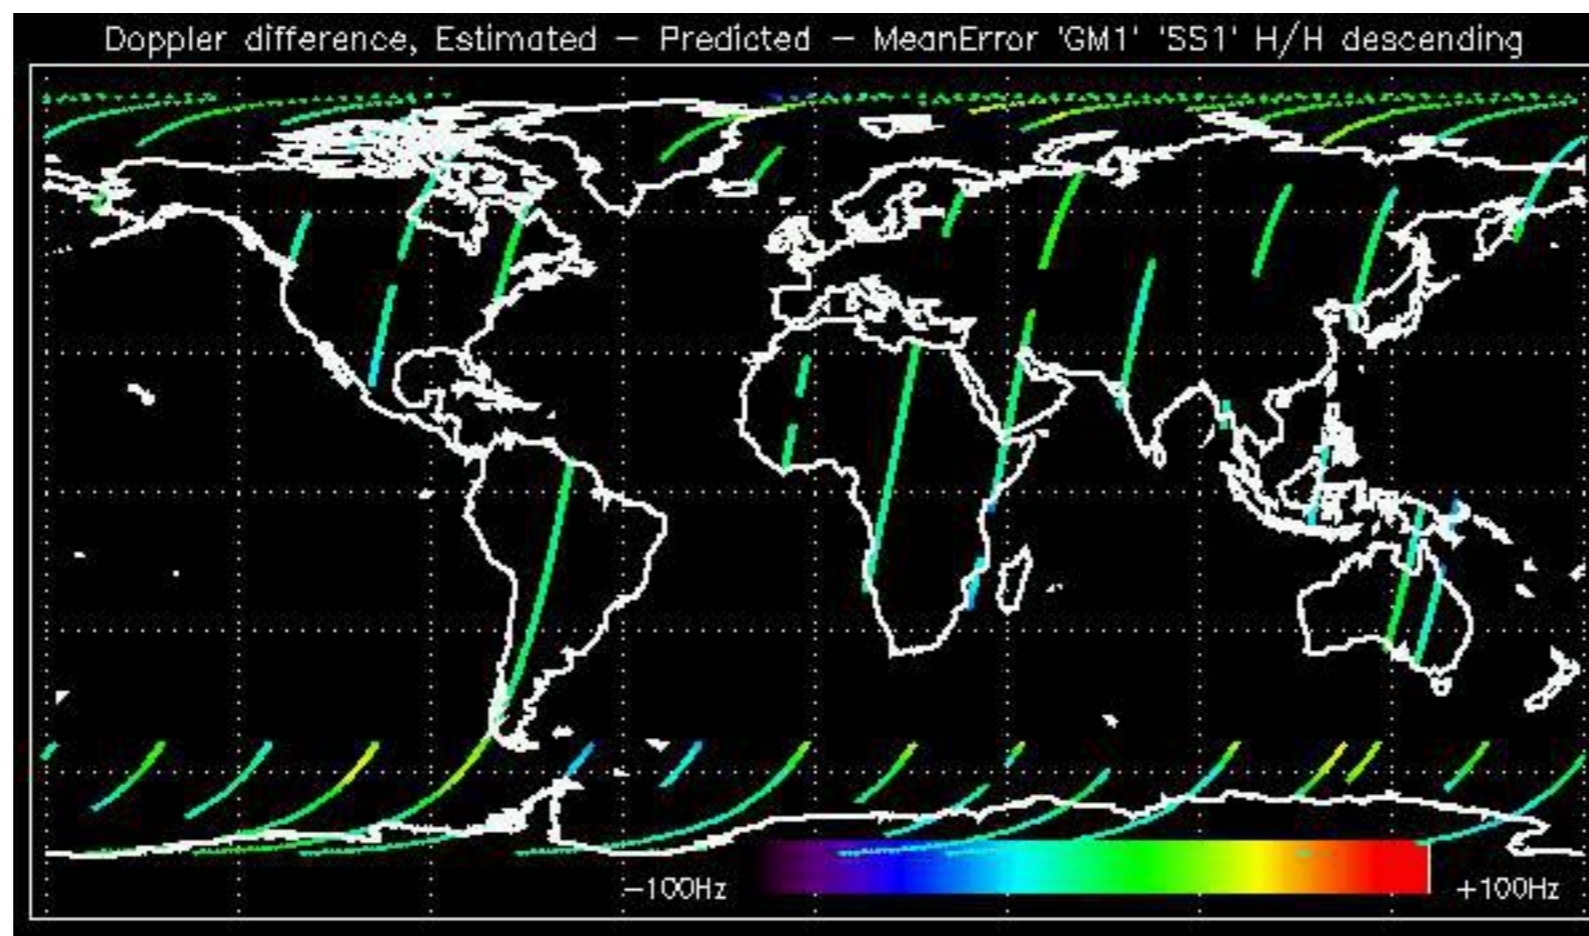 Doppler difference, Estimated – Predicted – MeanError 'GM1' 'SS1' H/H descending
−100Hz
+100Hz